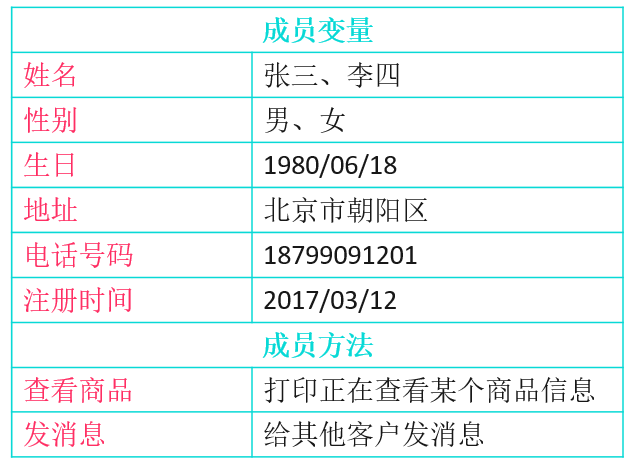 成员变量
姓名 张三、李四
性别 男、女
生日 1980/06/18
地址 北京市朝阳区
电话号码 18799091201
注册时间 2017/03/12
成员方法
查看商品 打印正在查看某个商品信息
发消息 给其他客户发消息